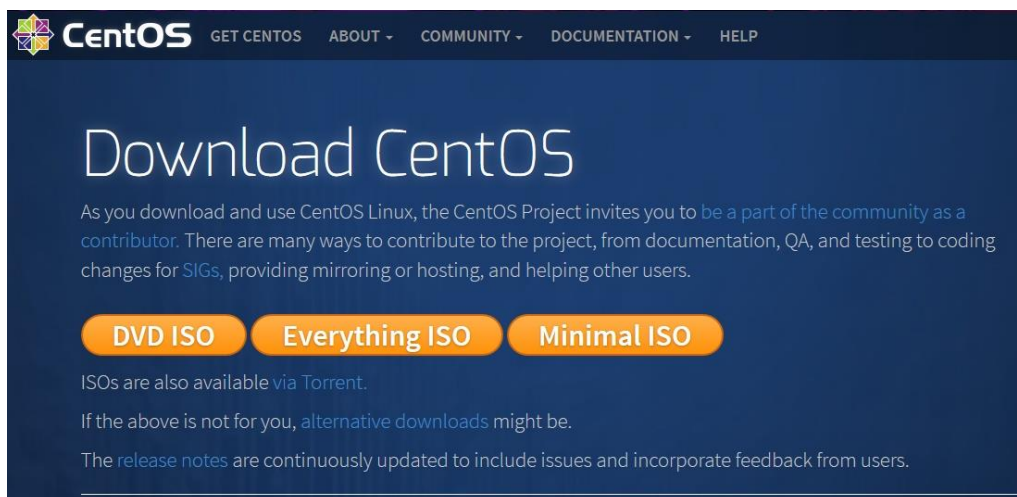 CentOS GET CENTOS ABOUT COMMUNITY DOCUMENTATION HELP
Download CentOS
As you download and use CentOS Linux, the CentOS Project invites you to be a part of the community as a
contributor. There are many ways to contribute to the project, from documentation, QA, and testing to coding
changes for SIGs, providing mirroring or hosting, and helping other users.
DVD ISO Everything ISO Minimal ISO
ISOs are also available via Torrent.
If the above is not for you, alternative downloads might be.
The release notes are continuously updated to include issues and incorporate feedback from users.